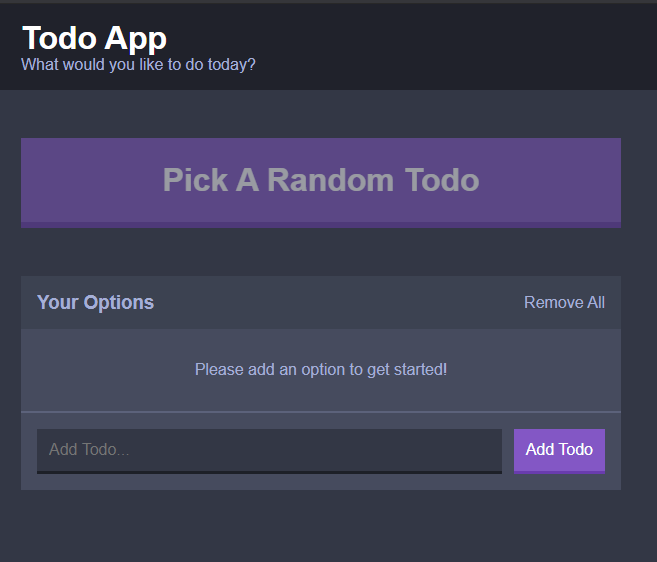 Todo App
What would you like to do today?
Pick A Random Todo
Your Options
Remove All
Please add an option to get started!
Add Todo...
Add Todo